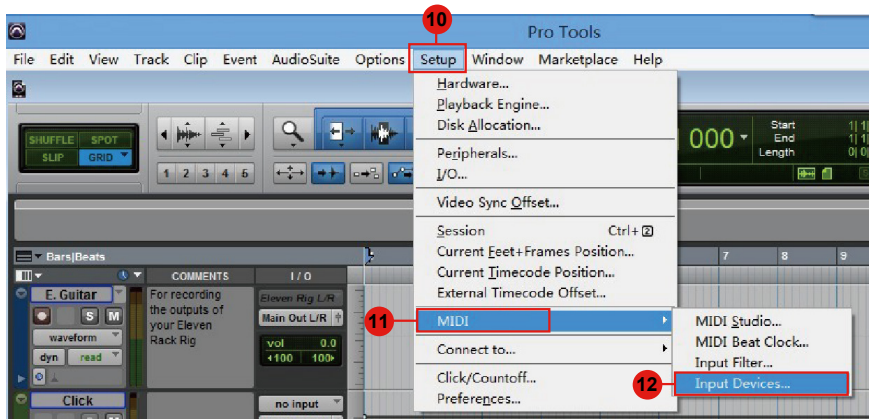 10
Pro Tools
File Edit View Track Clip Event AudioSuite Options Setup Window Marketplace Help
Hardware...
Playback Engine...
Disk Allocation...
Peripherals...
I/O...
Video Sync Offset...
Session Ctrl+2
Current Feet+Frames Position...
Current Timecode Position...
External Timecode Offset...
11
MIDI
Connect to...
Click/Countoff...
Preferences...
MIDI Studio...
MIDI Beat Clock...
Input Filter...
12
Input Devices...
SHUFFLE SPOT
SLIP GRID
1 2 3 4 5
000
Start
End
Length
Bars|Beats
7 8 9
COMMENTS I / O
E. Guitar
S M
waveform
dyn read
For recording
the outputs of
your Eleven
Rack Rig
Eleven Rig L/R
Main Out L/R
vol 0.0
100 100
Click
no input